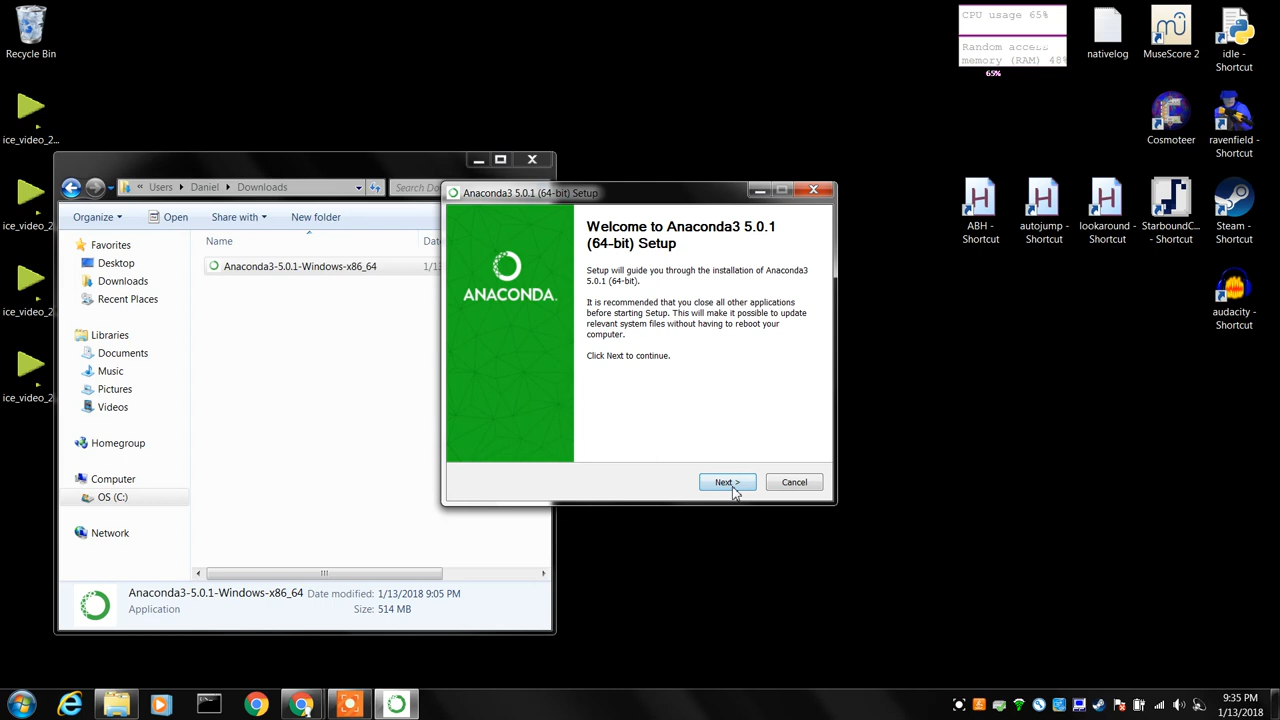 Recycle Bin
ice_video_2...
ice_video_2...
ice_video_2...
ice_video_2...
CPU usage 65%
Random access
memory (RAM) 48%
65%
nativelog
MuseScore 2
idle -
Shortcut
Cosmoteer
ravenfield -
Shortcut
ABH -
Shortcut
autojump -
Shortcut
lookaround -
Shortcut
StarboundC...
- Shortcut
Steam -
Shortcut
audacity -
Shortcut
« Users Daniel Downloads
Search Do
Organize
Open
Share with
New folder
Favorites
Desktop
Downloads
Recent Places
Libraries
Documents
Music
Pictures
Videos
Homegroup
Computer
OS (C:)
Network
Name
Dat
Anaconda3-5.0.1-Windows-x86_64
1/13
Anaconda3-5.0.1-Windows-x86_64 Date modified: 1/13/2018 9:05 PM
Application Size: 514 MB
Anaconda3 5.0.1 (64-bit) Setup
ANACONDA.
Welcome to Anaconda3 5.0.1
(64-bit) Setup
Setup will guide you through the installation of Anaconda3
5.0.1 (64-bit).
It is recommended that you close all other applications
before starting Setup. This will make it possible to update
relevant system files without having to reboot your
computer.
Click Next to continue.
Next >
Cancel
9:35 PM
1/13/2018